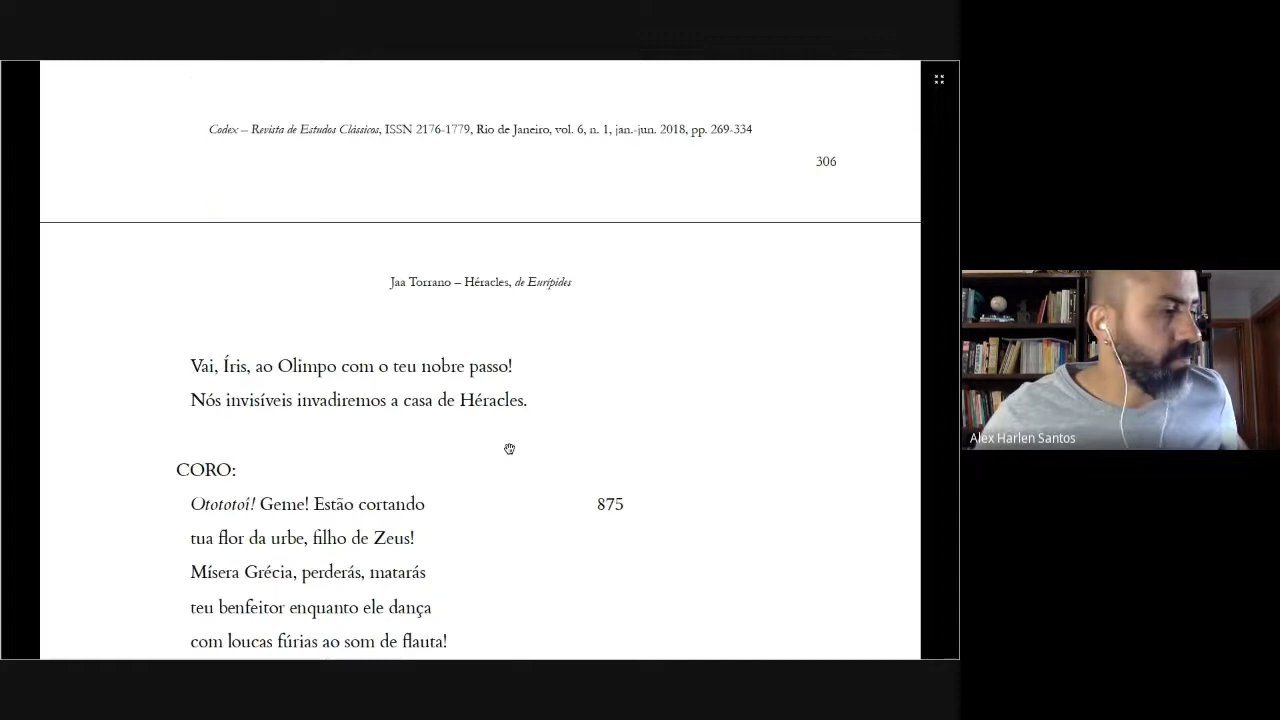 Codex – Revista de Estudos Clássicos, ISSN 2176-1779, Rio de Janeiro, vol. 6, n. 1, jan.-jun. 2018, pp. 269-334
306
Jaa Torrano – Héracles, de Eurípides
Vai, Íris, ao Olimpo com o teu nobre passo!
Nós invisíveis invadiremos a casa de Héracles.
CORO:
Otototoî! Geme! Estão cortando 875
tua flor da urbe, filho de Zeus!
Mísera Grécia, perderás, matarás
teu benfeitor enquanto ele dança
com loucas fúrias ao som de flauta!
Alex Harlen Santos